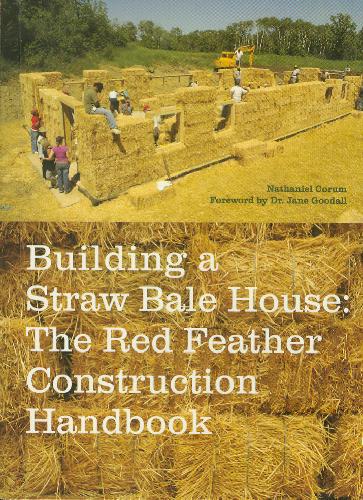 Nathaniel Corum
Foreword by Dr. Jane Goodall
Building a
Straw Bale House:
The Red Feather
Construction
Handbook